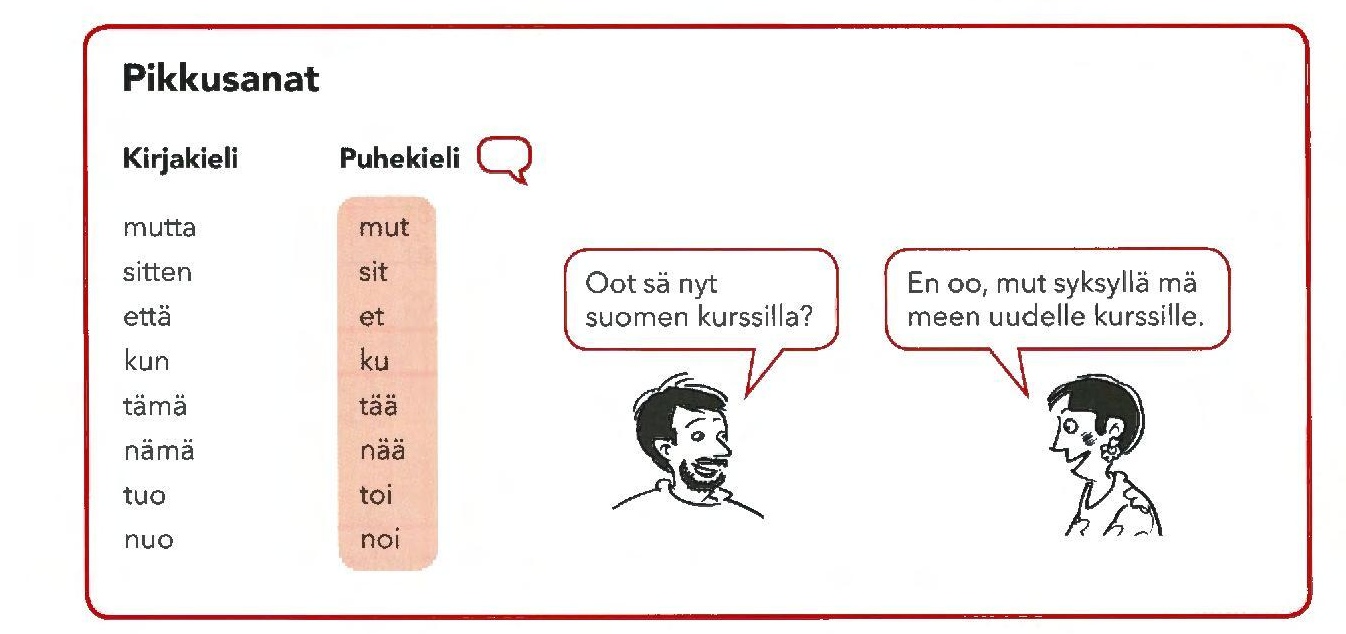 Pikkusanat
Kirjakieli Puhekieli
mutta mut
sitten sit
että et
kun ku
tämä tää
nämä nää
tuo toi
nuo noi
Oot sä nyt
suomen kurssilla?
En oo, mut syksyllä mä
meen uudelle kurssille.